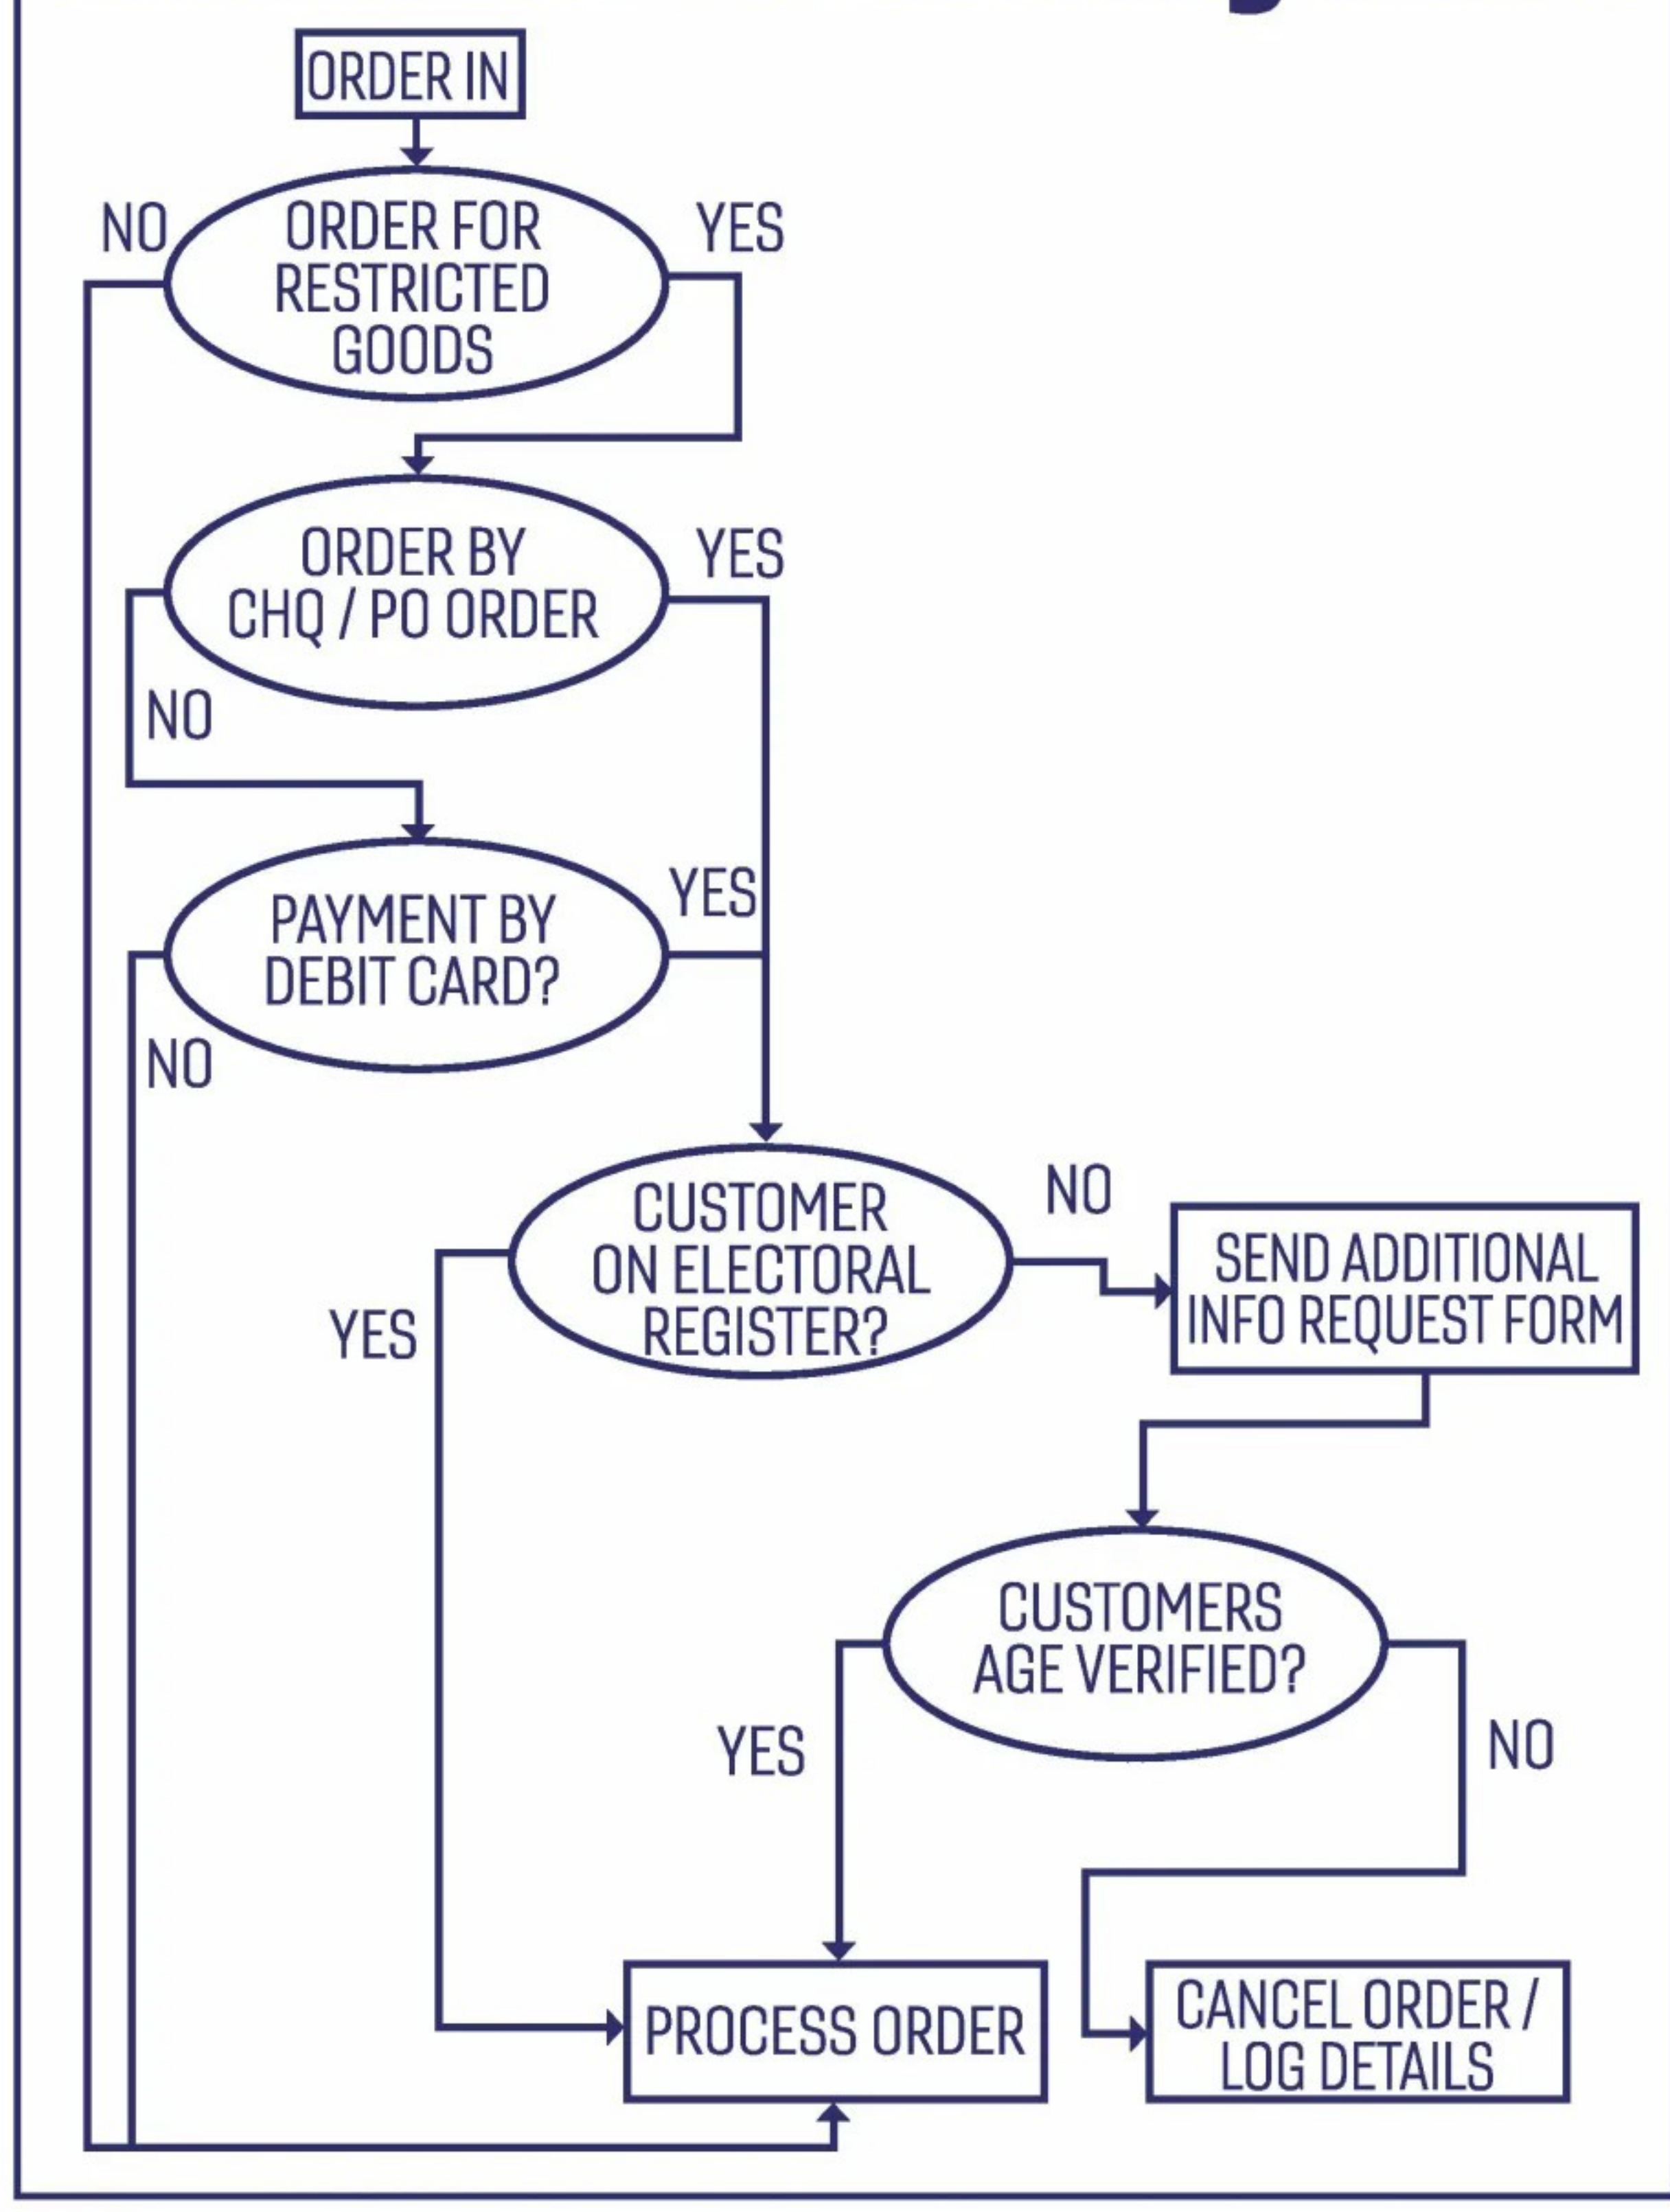 ORDER IN
NO
YES
ORDER FOR
RESTRICTED
GOODS
ORDER BY
CHQ / PO ORDER
YES
NO
PAYMENT BY
DEBIT CARD?
YES
NO
CUSTOMER
ON ELECTORAL
REGISTER?
NO
YES
SEND ADDITIONAL
INFO REQUEST FORM
CUSTOMERS
AGE VERIFIED?
YES
NO
PROCESS ORDER
CANCEL ORDER /
LOG DETAILS